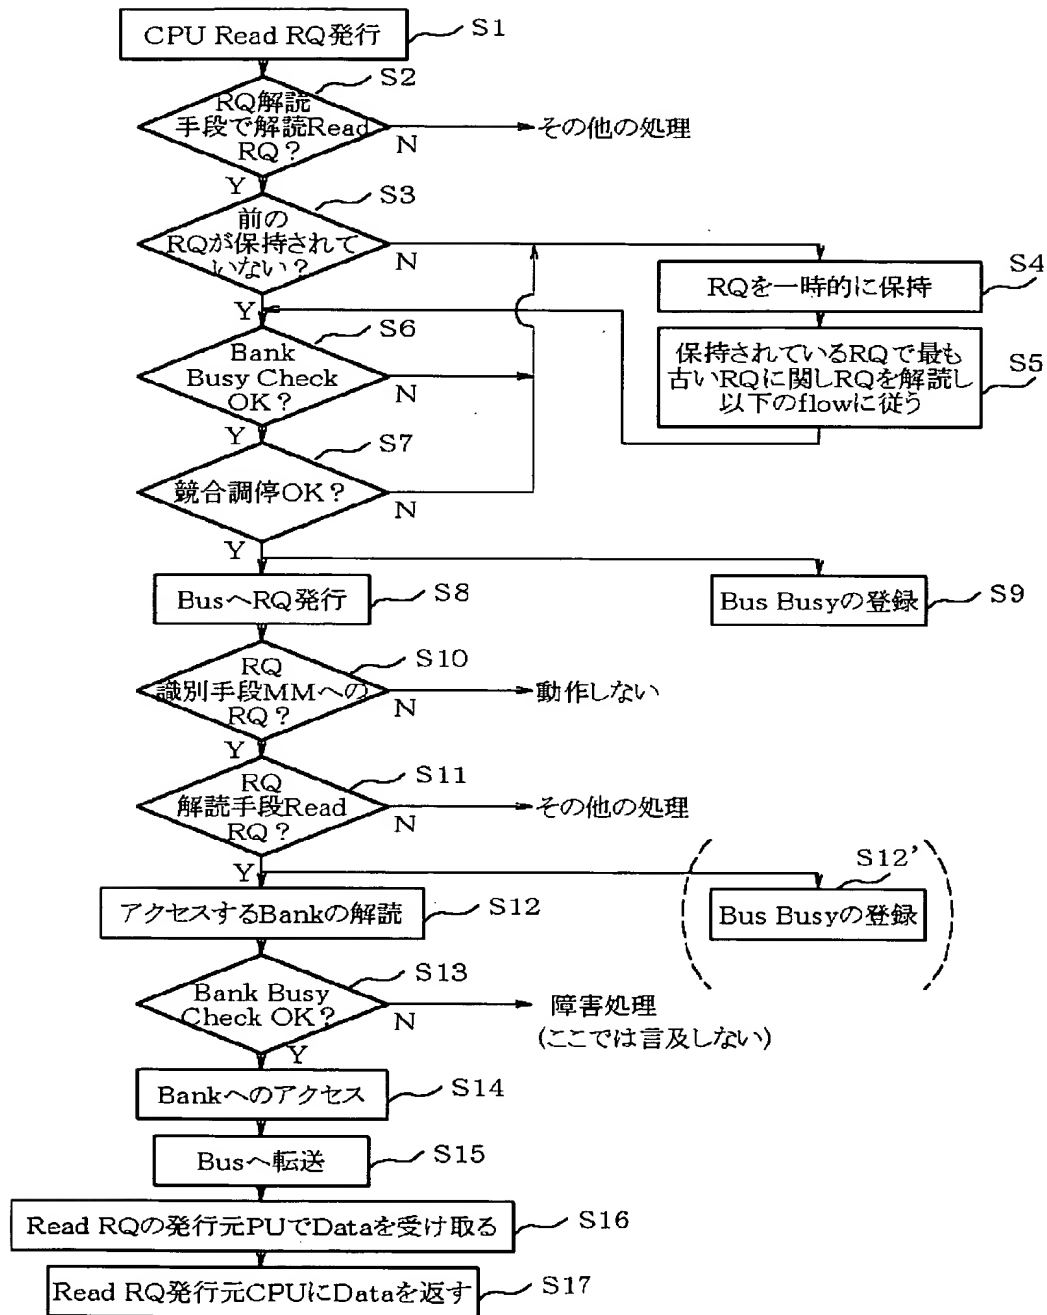 CPU Read RQ発行
S1
S2
RQ解読
手段で解読Read
RQ?
N
その他の処理
Y
S3
前の
RQが保持されて
いない?
N
Y
S4
RQを一時的に保持
S5
保持されているRQで最も
古いRQに関しRQを解読し
以下のflowに従う
S6
Bank
Busy Check
OK?
N
Y
S7
競合調停OK?
N
Y
BusへRQ発行
S8
Bus Busyの登録
S9
S10
RQ
識別手段MMへの
RQ?
N
動作しない
Y
S11
RQ
解読手段Read
RQ?
N
その他の処理
Y
アクセスするBankの解読
S12
S12'
Bus Busyの登録
S13
Bank Busy
Check OK?
N
障害処理
(ここでは言及しない)
Y
Bankへのアクセス
S14
Busへ転送
S15
Read RQの発行元PUでDataを受け取る
S16
Read RQ発行元CPUにDataを返す
S17